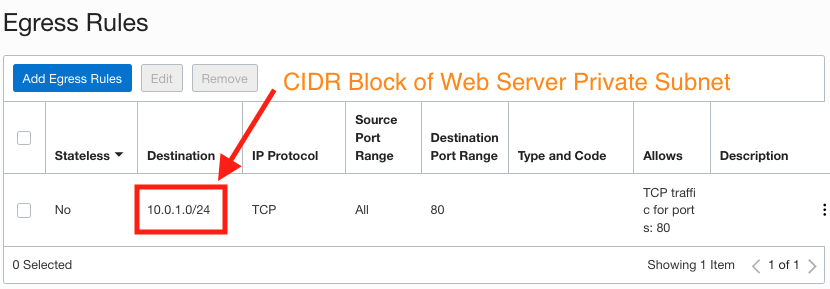 Egress Rules
Add Egress Rules
Edit
Remove
CIDR Block of Web Server Private Subnet
Stateless
Destination
IP Protocol
Source
Port
Range
Destination
Port Range
Type and Code
Allows
Description
No
10.0.1.0/24
TCP
All
80
TCP traffi
c for port
s: 80
0 Selected
Showing 1 Item
1 of 1